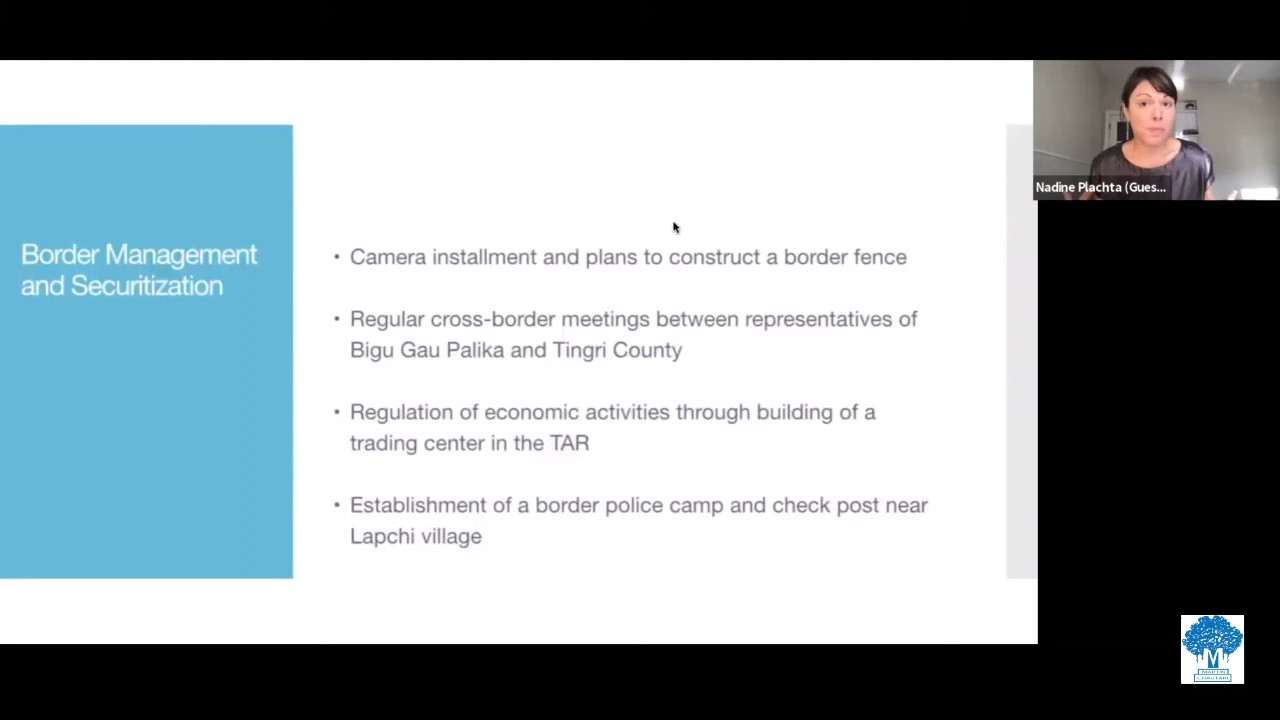 Border Management
and Securitization
• Camera installment and plans to construct a border fence
• Regular cross-border meetings between representatives of
Bigu Gau Palika and Tingri County
• Regulation of economic activities through building of a
trading center in the TAR
• Establishment of a border police camp and check post near
Lapchi village
Nadine Plachta (Gues...
M
MARTIN
CHAUTARI